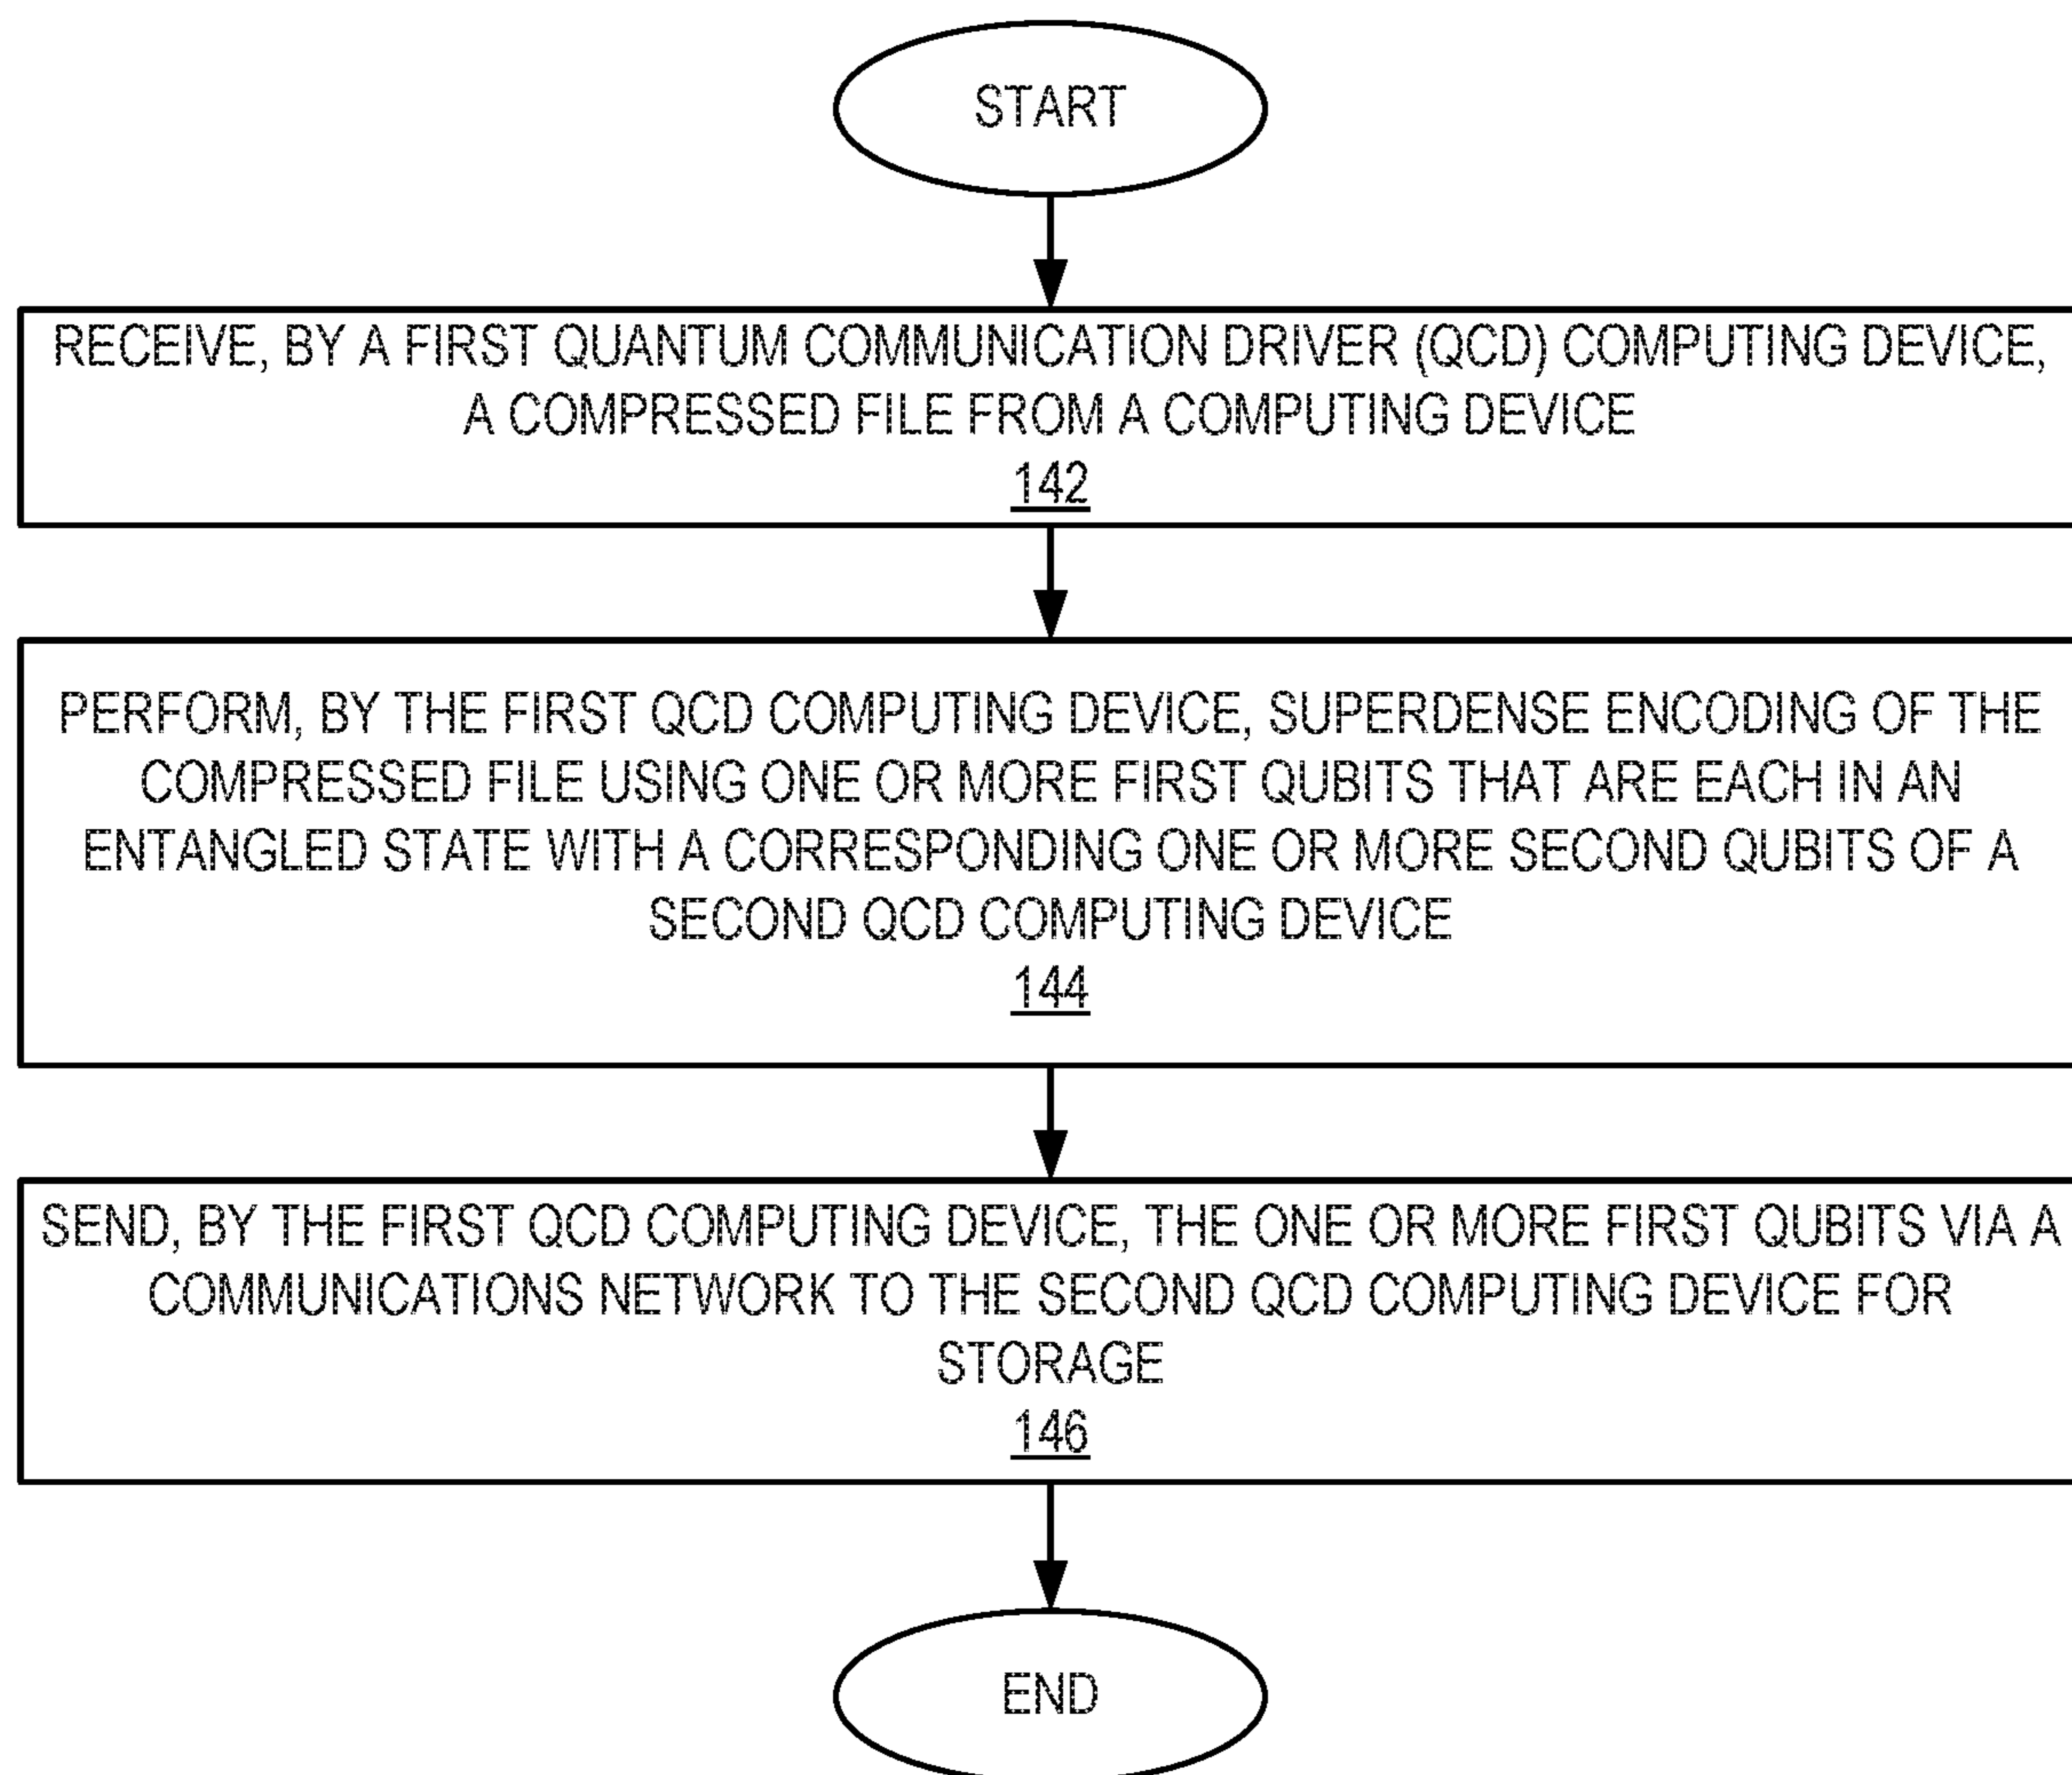 START
RECEIVE, BY A FIRST QUANTUM COMMUNICATION DRIVER (QCD) COMPUTING DEVICE,
A COMPRESSED FILE FROM A COMPUTING DEVICE
142
PERFORM, BY THE FIRST QCD COMPUTING DEVICE, SUPERDENSE ENCODING OF THE
COMPRESSED FILE USING ONE OR MORE FIRST QUBITS THAT ARE EACH IN AN
ENTANGLED STATE WITH A CORRESPONDING ONE OR MORE SECOND QUBITS OF A
SECOND QCD COMPUTING DEVICE
144
SEND, BY THE FIRST QCD COMPUTING DEVICE, THE ONE OR MORE FIRST QUBITS VIA A
COMMUNICATIONS NETWORK TO THE SECOND QCD COMPUTING DEVICE FOR
STORAGE
146
END